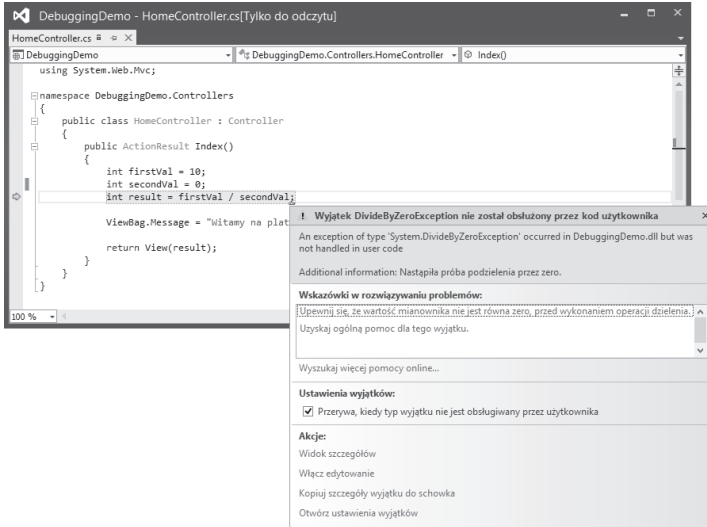 DebuggingDemo - HomeController.cs[Tylko do odczytu]
HomeController.cs
DebuggingDemo DebuggingDemo.Controllers.HomeController Index()
using System.Web.Mvc;
namespace DebuggingDemo.Controllers
{
public class HomeController : Controller
{
public ActionResult Index()
{
int firstVal = 10;
int secondVal = 0;
int result = firstVal / secondVal;
ViewBag.Message = "Witamy na plat
return View(result);
}
}
}
100 %
Wyjątek DivideByZeroException nie został obsłużony przez kod użytkownika
An exception of type 'System.DivideByZeroException' occurred in DebuggingDemo.dll but was
not handled in user code
Additional information: Nastąpiła próba podzielenia przez zero.
Wskazówki w rozwiązywaniu problemów:
Upewnij się, że wartość mianownika nie jest równa zero, przed wykonaniem operacji dzielenia.
Uzyskaj ogólną pomoc dla tego wyjątku.
Wyszukaj więcej pomocy online...
Ustawienia wyjątków:
Przerywa, kiedy typ wyjątku nie jest obsługiwany przez użytkownika
Akcje:
Widok szczegółów
Włącz edytowanie
Kopiuj szczegóły wyjątku do schowka
Otwórz ustawienia wyjątków